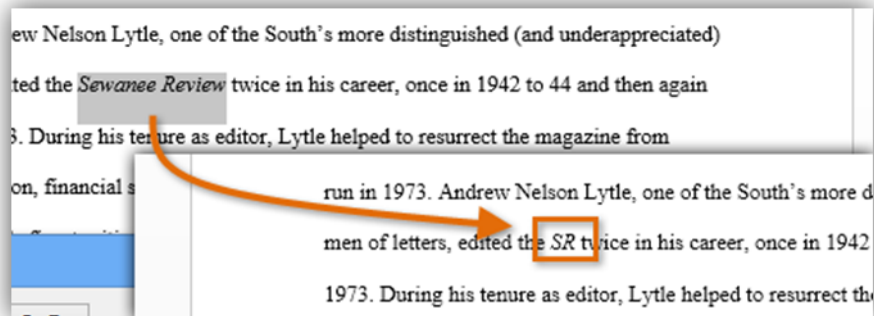 ew Nelson Lytle, one of the South's more distinguished (and underappreciated)
ted the Sewanee Review twice in his career, once in 1942 to 44 and then again
3. During his tenure as editor, Lytle helped to resurrect the magazine from
on, financial s
run in 1973. Andrew Nelson Lytle, one of the South's more d
men of letters, edited the SR twice in his career, once in 1942
1973. During his tenure as editor, Lytle helped to resurrect the